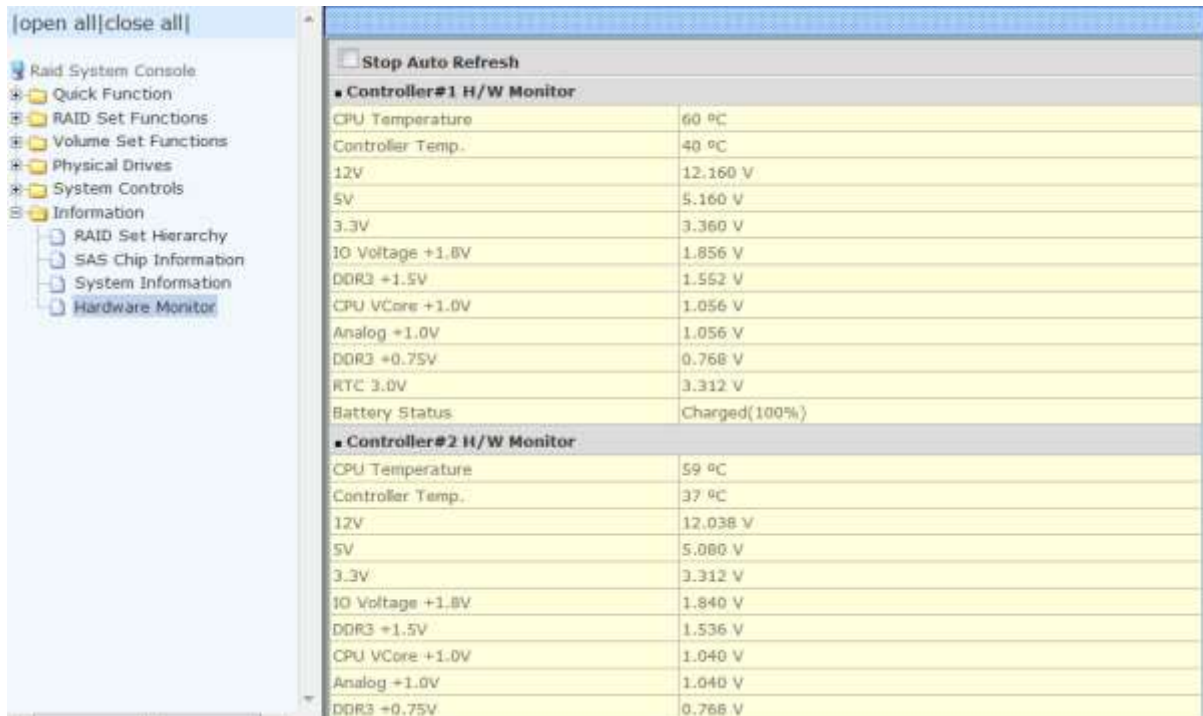 |open all|close all|
Raid System Console
Quick Function
RAID Set Functions
Volume Set Functions
Physical Drives
System Controls
Information
RAID Set Hierarchy
SAS Chip Information
System Information
Hardware Monitor
Stop Auto Refresh
▪ Controller#1 H/W Monitor
CPU Temperature 60 ºC
Controller Temp. 40 ºC
12V 12.160 V
5V 5.160 V
3.3V 3.360 V
IO Voltage +1.8V 1.856 V
DDR3 +1.5V 1.552 V
CPU VCore +1.0V 1.056 V
Analog +1.0V 1.056 V
DDR3 +0.75V 0.768 V
RTC 3.0V 3.312 V
Battery Status Charged(100%)
▪ Controller#2 H/W Monitor
CPU Temperature 59 ºC
Controller Temp. 37 ºC
12V 12.038 V
5V 5.080 V
3.3V 3.312 V
IO Voltage +1.8V 1.840 V
DDR3 +1.5V 1.536 V
CPU VCore +1.0V 1.040 V
Analog +1.0V 1.040 V
DDR3 +0.75V 0.768 V